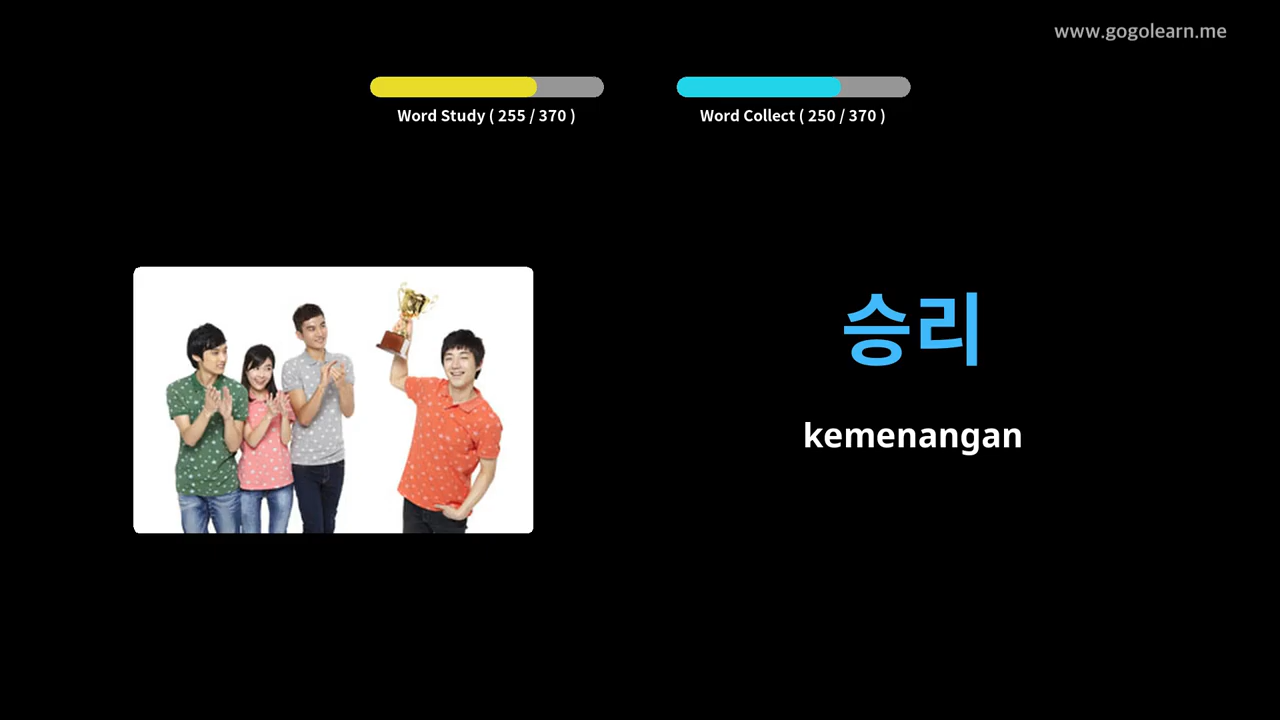 www.gogolearn.me
Word Study ( 255 / 370 )
Word Collect ( 250 / 370 )
승리
kemenangan